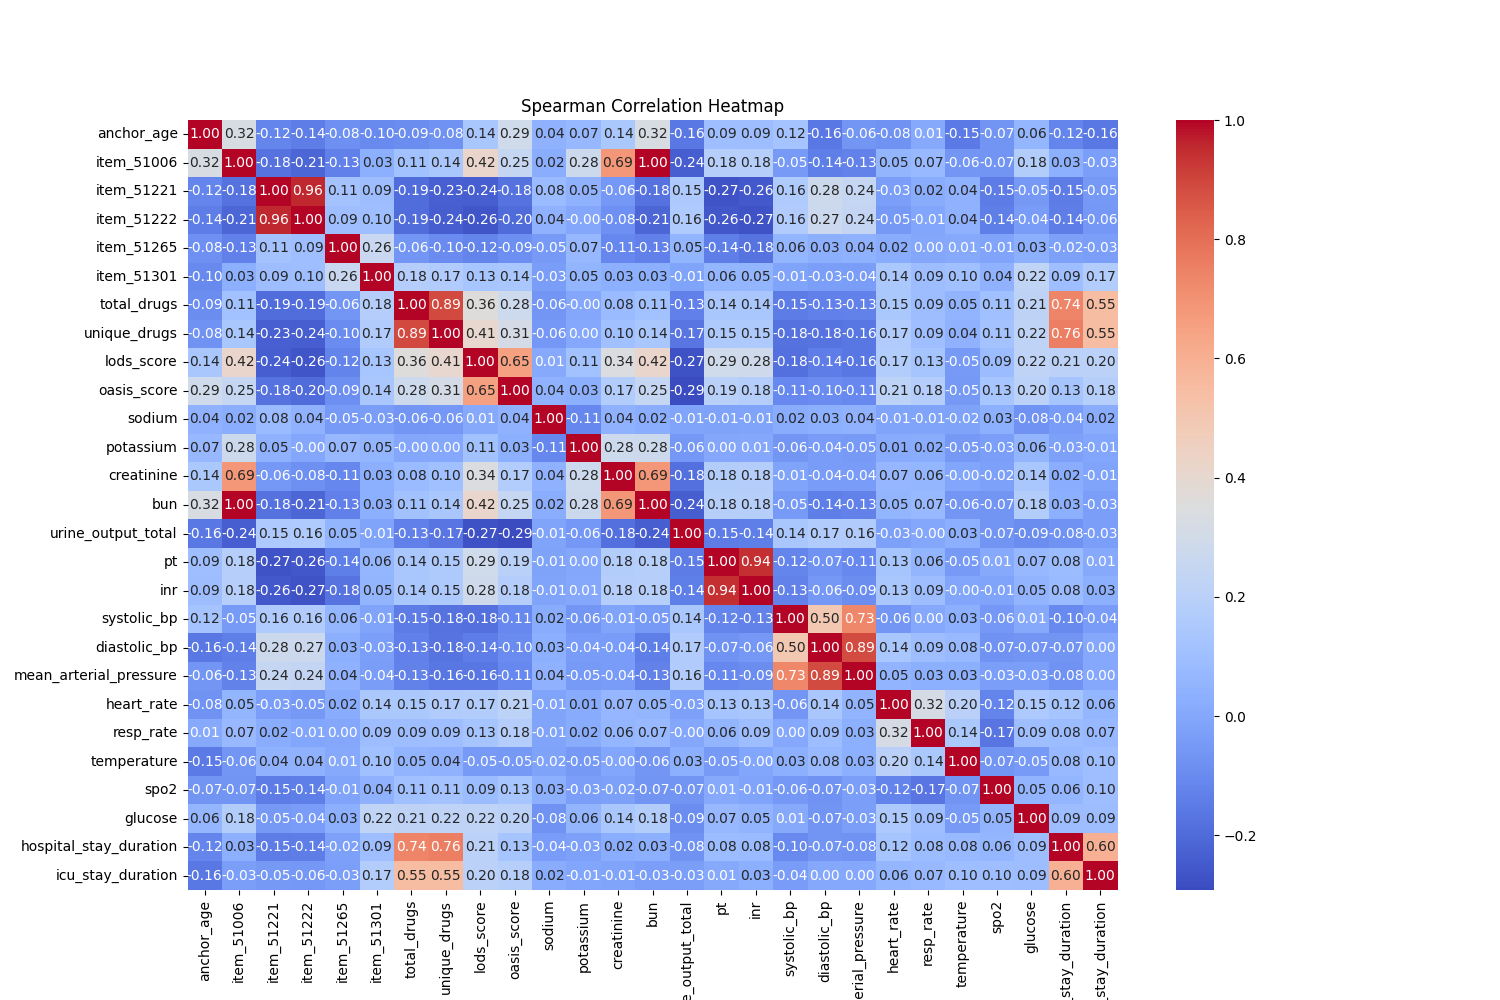 Spearman Correlation Heatmap
anchor_age 1.00 0.32 -0.12 -0.14 -0.08 -0.10 -0.09 -0.08 0.14 0.29 0.04 0.07 0.14 0.32 -0.16 0.09 0.09 0.12 -0.16 -0.06 -0.08 0.01 -0.15 -0.07 0.06 -0.12 -0.16
item_51006 0.32 1.00 -0.18 -0.21 -0.13 0.03 0.11 0.14 0.42 0.25 0.02 0.28 0.69 1.00 -0.24 0.18 0.18 -0.05 -0.14 -0.13 0.05 0.07 -0.06 -0.07 0.18 0.03 -0.03
item_51221 -0.12 -0.18 1.00 0.96 0.11 0.09 -0.19 -0.23 -0.24 -0.18 0.08 0.05 -0.06 -0.18 0.15 -0.27 -0.26 0.16 0.28 0.24 -0.03 0.02 0.04 -0.15 -0.05 -0.15 -0.05
item_51222 -0.14 -0.21 0.96 1.00 0.09 0.10 -0.19 -0.24 -0.26 -0.20 0.04 -0.00 -0.08 -0.21 0.16 -0.26 -0.27 0.16 0.27 0.24 -0.05 -0.01 0.04 -0.14 -0.04 -0.14 -0.06
item_51265 -0.08 -0.13 0.11 0.09 1.00 0.26 -0.06 -0.10 -0.12 -0.09 -0.05 0.07 -0.11 -0.13 0.05 -0.14 -0.18 0.06 0.03 0.04 0.02 0.00 0.01 -0.01 0.03 -0.02 -0.03
item_51301 -0.10 0.03 0.09 0.10 0.26 1.00 0.18 0.17 0.13 0.14 -0.03 0.05 0.03 0.03 -0.01 0.06 0.05 -0.01 -0.03 -0.04 0.14 0.09 0.10 0.04 0.22 0.09 0.17
total_drugs -0.09 0.11 -0.19 -0.19 -0.06 0.18 1.00 0.89 0.36 0.28 -0.06 -0.00 0.08 0.11 -0.13 0.14 0.14 -0.15 -0.13 -0.13 0.15 0.09 0.05 0.11 0.21 0.74 0.55
unique_drugs -0.08 0.14 -0.23 -0.24 -0.10 0.17 0.89 1.00 0.41 0.31 -0.06 0.00 0.10 0.14 -0.17 0.15 0.15 -0.18 -0.18 -0.16 0.17 0.09 0.04 0.11 0.22 0.76 0.55
lods_score 0.14 0.42 -0.24 -0.26 -0.12 0.13 0.36 0.41 1.00 0.65 0.01 0.11 0.34 0.42 -0.27 0.29 0.28 -0.18 -0.14 -0.16 0.17 0.13 -0.05 0.09 0.22 0.21 0.20
oasis_score 0.29 0.25 -0.18 -0.20 -0.09 0.14 0.28 0.31 0.65 1.00 0.04 0.03 0.17 0.25 -0.29 0.19 0.18 -0.11 -0.10 -0.11 0.21 0.18 -0.05 0.13 0.20 0.13 0.18
sodium 0.04 0.02 0.08 0.04 -0.05 -0.03 -0.06 -0.06 0.01 0.04 1.00 -0.11 0.04 0.02 -0.01 -0.01 -0.01 0.02 0.03 0.04 -0.01 -0.01 -0.02 0.03 -0.08 -0.04 0.02
potassium 0.07 0.28 0.05 -0.00 0.07 0.05 -0.00 0.00 0.11 0.03 -0.11 1.00 0.28 0.28 -0.06 0.00 0.01 -0.06 -0.04 -0.05 0.01 0.02 -0.05 -0.03 0.06 -0.03 -0.01
creatinine 0.14 0.69 -0.06 -0.08 -0.11 0.03 0.08 0.10 0.34 0.17 0.04 0.28 1.00 0.69 -0.18 0.18 0.18 -0.01 -0.04 -0.04 0.07 0.06 -0.00 -0.02 0.14 0.02 -0.01
bun 0.32 1.00 -0.18 -0.21 -0.13 0.03 0.11 0.14 0.42 0.25 0.02 0.28 0.69 1.00 -0.24 0.18 0.18 -0.05 -0.14 -0.13 0.05 0.07 -0.06 -0.07 0.18 0.03 -0.03
urine_output_total -0.16 -0.24 0.15 0.16 0.05 -0.01 -0.13 -0.17 -0.27 -0.29 -0.01 -0.06 -0.18 -0.24 1.00 -0.15 -0.14 0.14 0.17 0.16 -0.03 -0.00 0.03 -0.07 -0.09 -0.08 -0.03
pt 0.09 0.18 -0.27 -0.26 -0.14 0.06 0.14 0.15 0.29 0.19 -0.01 0.00 0.18 0.18 -0.15 1.00 0.94 -0.12 -0.07 -0.11 0.13 0.06 -0.05 0.01 0.07 0.08 0.01
inr 0.09 0.18 -0.26 -0.27 -0.18 0.05 0.14 0.15 0.28 0.18 -0.01 0.01 0.18 0.18 -0.14 0.94 1.00 -0.13 -0.06 -0.09 0.13 0.09 -0.00 -0.01 0.05 0.08 0.03
systolic_bp 0.12 -0.05 0.16 0.16 0.06 -0.01 -0.15 -0.18 -0.18 -0.11 0.02 -0.06 -0.01 -0.05 0.14 -0.12 -0.13 1.00 0.50 0.73 -0.06 0.00 0.03 -0.06 0.01 -0.10 -0.04
diastolic_bp -0.16 -0.14 0.28 0.27 0.03 -0.03 -0.13 -0.18 -0.14 -0.10 0.03 -0.04 -0.04 -0.14 0.17 -0.07 -0.06 0.50 1.00 0.89 0.14 0.09 0.08 -0.07 -0.07 -0.07 0.00
mean_arterial_pressure -0.06 -0.13 0.24 0.24 0.04 -0.04 -0.13 -0.16 -0.16 -0.11 0.04 -0.05 -0.04 -0.13 0.16 -0.11 -0.09 0.73 0.89 1.00 0.05 0.03 0.03 -0.03 -0.03 -0.08 0.00
heart_rate -0.08 0.05 -0.03 -0.05 0.02 0.14 0.15 0.17 0.17 0.21 -0.01 0.01 0.07 0.05 -0.03 0.13 0.13 -0.06 0.14 0.05 1.00 0.32 0.20 -0.12 0.15 0.12 0.06
resp_rate 0.01 0.07 0.02 -0.01 0.00 0.09 0.09 0.09 0.13 0.18 -0.01 0.02 0.06 0.07 -0.00 0.06 0.09 0.00 0.09 0.03 0.32 1.00 0.14 -0.17 0.09 0.08 0.07
temperature -0.15 -0.06 0.04 0.04 0.01 0.10 0.05 0.04 -0.05 -0.05 -0.02 -0.05 -0.00 -0.06 0.03 -0.05 -0.00 0.03 0.08 0.03 0.20 0.14 1.00 -0.07 -0.05 0.08 0.10
spo2 -0.07 -0.07 -0.15 -0.14 -0.01 0.04 0.11 0.11 0.09 0.13 0.03 -0.03 -0.02 -0.07 -0.07 0.01 -0.01 -0.06 -0.07 -0.03 -0.12 -0.17 -0.07 1.00 0.05 0.06 0.10
glucose 0.06 0.18 -0.05 -0.04 0.03 0.22 0.21 0.22 0.22 0.20 -0.08 0.06 0.14 0.18 -0.09 0.07 0.05 0.01 -0.07 -0.03 0.15 0.09 -0.05 0.05 1.00 0.09 0.09
hospital_stay_duration -0.12 0.03 -0.15 -0.14 -0.02 0.09 0.74 0.76 0.21 0.13 -0.04 -0.03 0.02 0.03 -0.08 0.08 0.08 -0.10 -0.07 -0.08 0.12 0.08 0.08 0.06 0.09 1.00 0.60
icu_stay_duration -0.16 -0.03 -0.05 -0.06 -0.03 0.17 0.55 0.55 0.20 0.18 0.02 -0.01 -0.01 -0.03 -0.03 0.01 0.03 -0.04 0.00 0.00 0.06 0.07 0.10 0.10 0.09 0.60 1.00
anchor_age
item_51006
item_51221
item_51222
item_51265
item_51301
total_drugs
unique_drugs
lods_score
oasis_score
sodium
potassium
creatinine
bun
e_output_total
pt
inr
systolic_bp
diastolic_bp
erial_pressure
heart_rate
resp_rate
temperature
spo2
glucose
_stay_duration
_stay_duration
1.0
0.8
0.6
0.4
0.2
0.0
−0.2